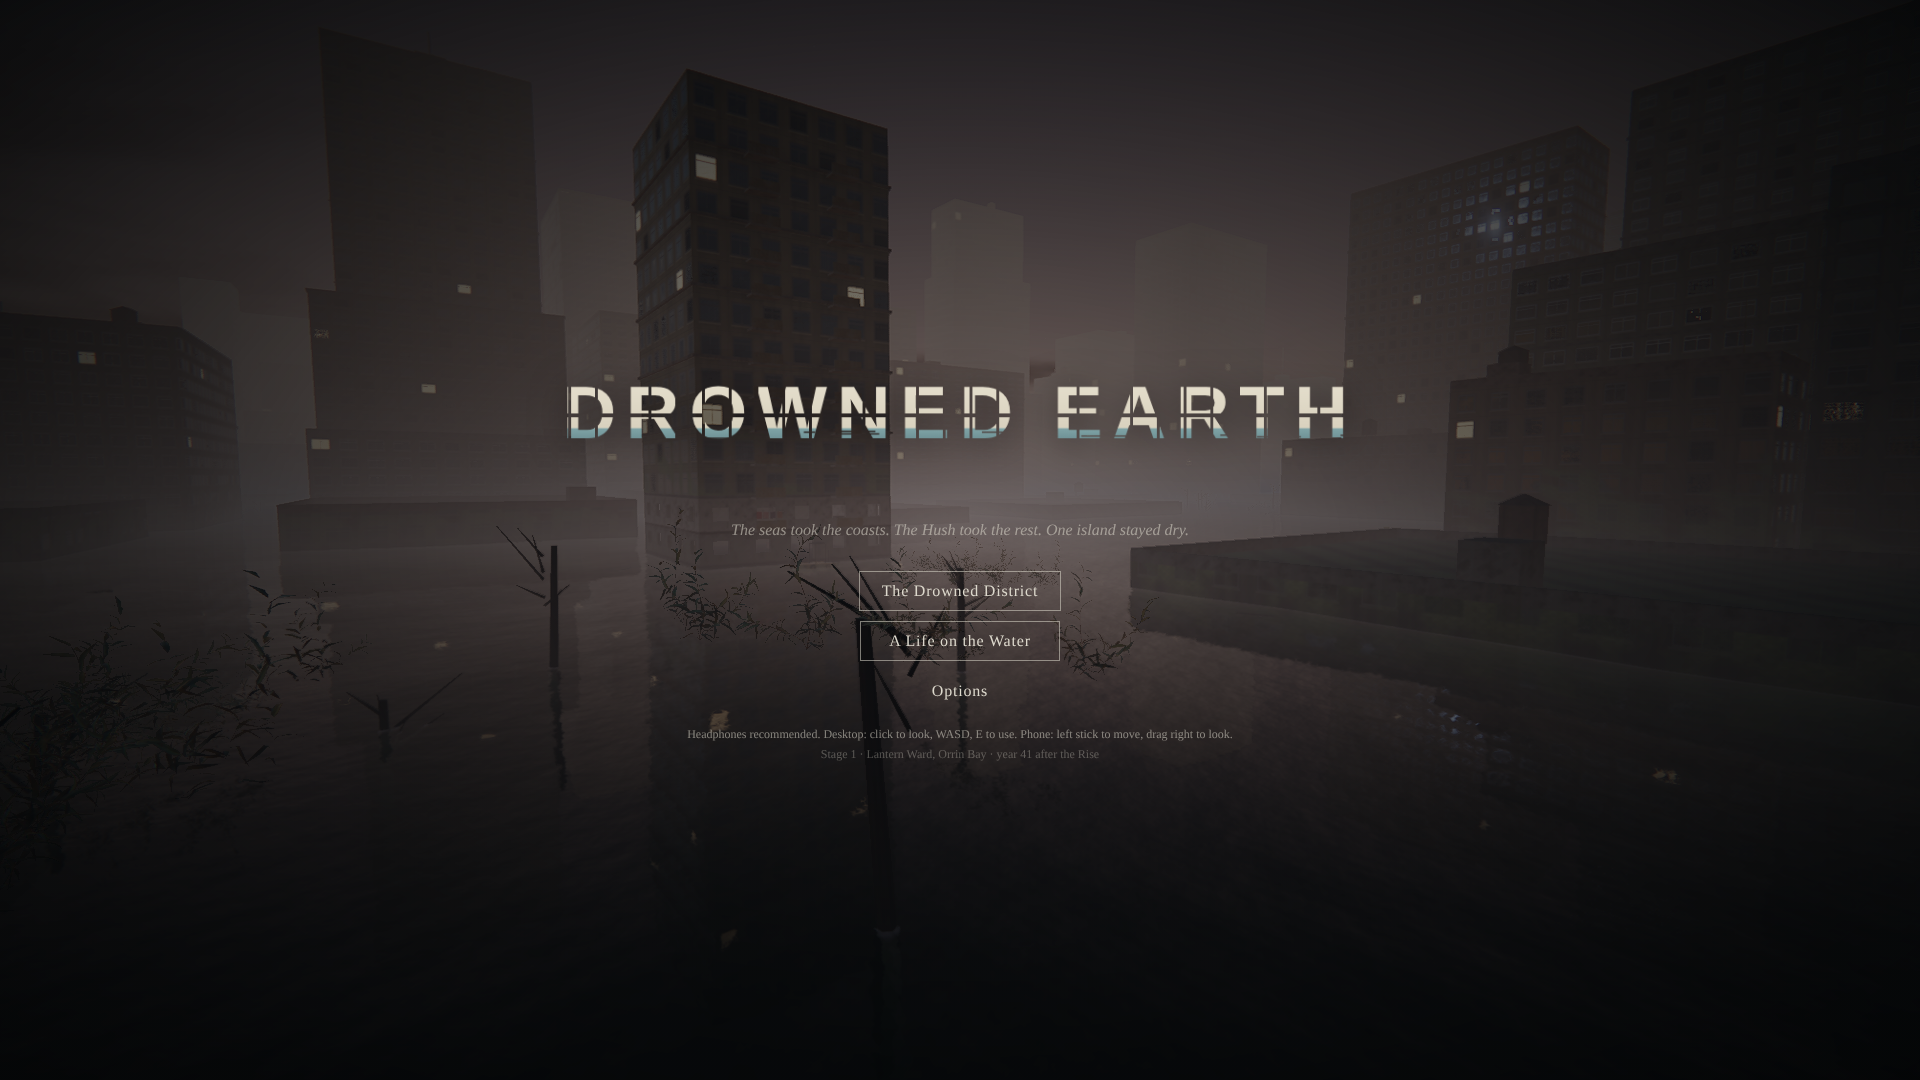 DROWNED EARTH
The seas took the coasts. The Hush took the rest. One island stayed dry.
The Drowned District
A Life on the Water
Options
Headphones recommended. Desktop: click to look, WASD, E to use. Phone: left stick to move, drag right to look.
Stage 1 · Lantern Ward, Orrin Bay · year 41 after the Rise